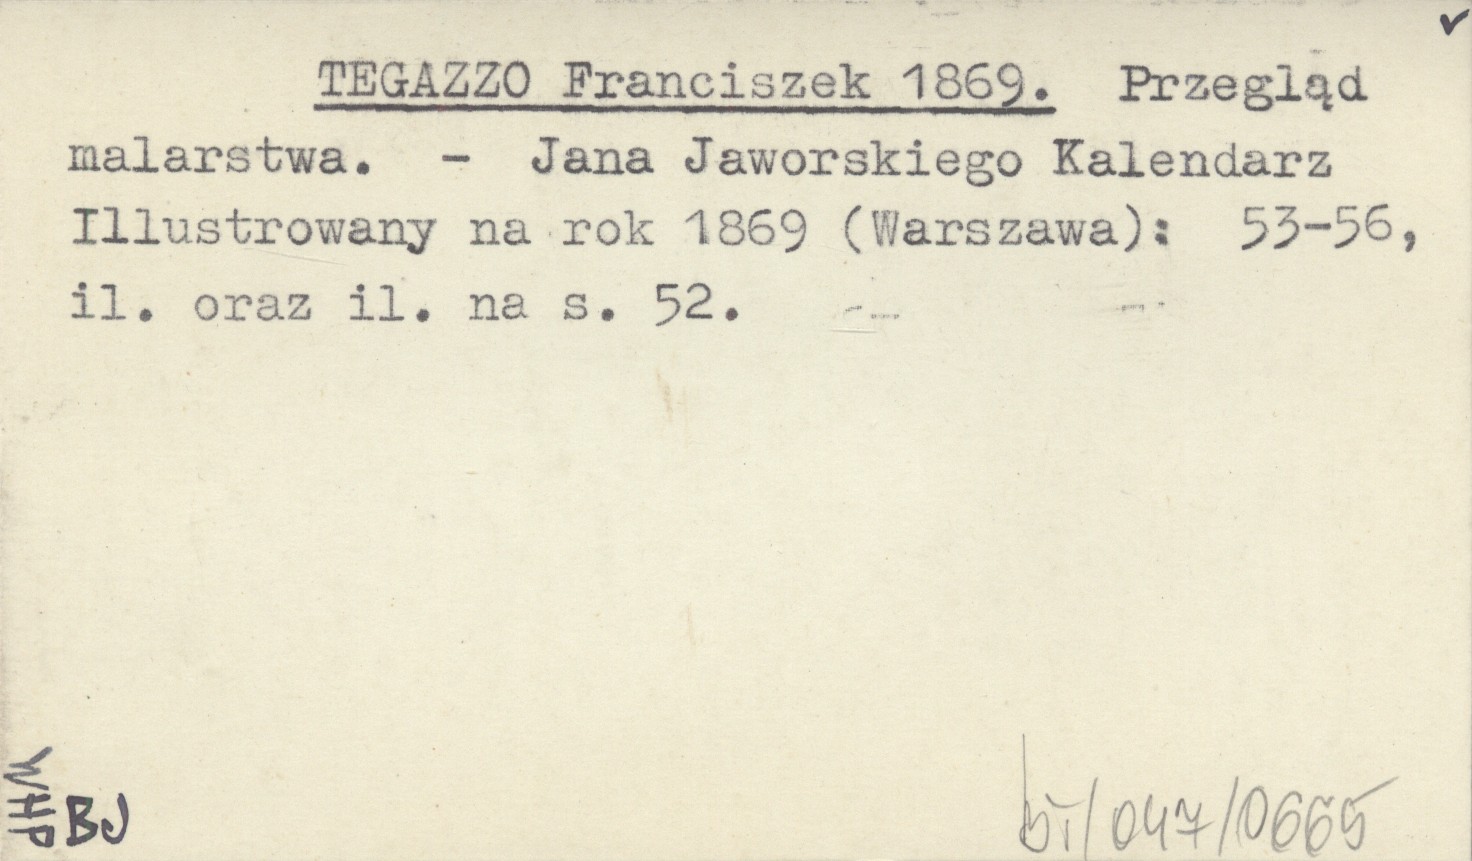 ✓
TEGAZZO Franciszek 1869. Przegląd
malarstwa. - Jana Jaworskiego Kalendarz
Illustrowany na rok 1869 (Warszawa): 53-56,
il. oraz il. na s. 52.
WHP
BJ
/047/0665